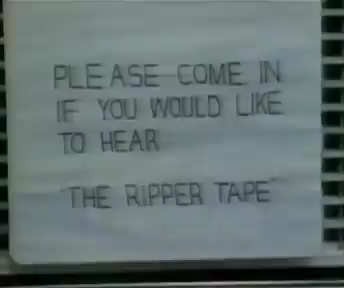 PLEASE COME IN
IF YOU WOULD LIKE
TO HEAR
"THE RIPPER TAPE"